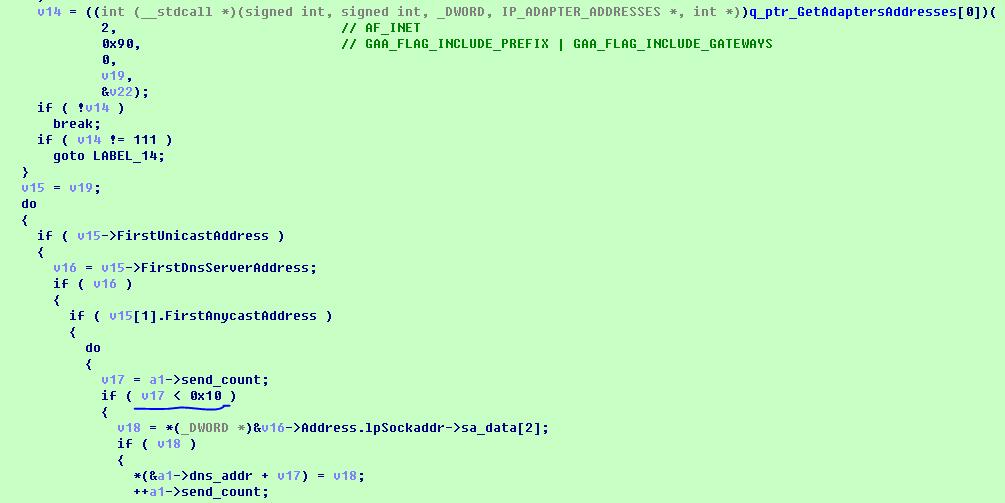 v14 = ((int (__stdcall *)(signed int, signed int, _DWORD, IP_ADAPTER_ADDRESSES *, int *))q_ptr_GetAdaptersAddresses[0])(
2, // AF_INET
0x90, // GAA_FLAG_INCLUDE_PREFIX | GAA_FLAG_INCLUDE_GATEWAYS
0,
v19,
&v22);
if ( !v14 )
break;
if ( v14 != 111 )
goto LABEL_14;
}
v15 = v19;
do
{
if ( v15->FirstUnicastAddress )
{
v16 = v15->FirstDnsServerAddress;
if ( v16 )
{
if ( v15[1].FirstAnycastAddress )
{
do
{
v17 = a1->send_count;
if ( v17 < 0x10 )
{
v18 = *(_DWORD *)&v16->Address.lpSockaddr->sa_data[2];
if ( v18 )
{
*(&a1->dns_addr + v17) = v18;
++a1->send_count;